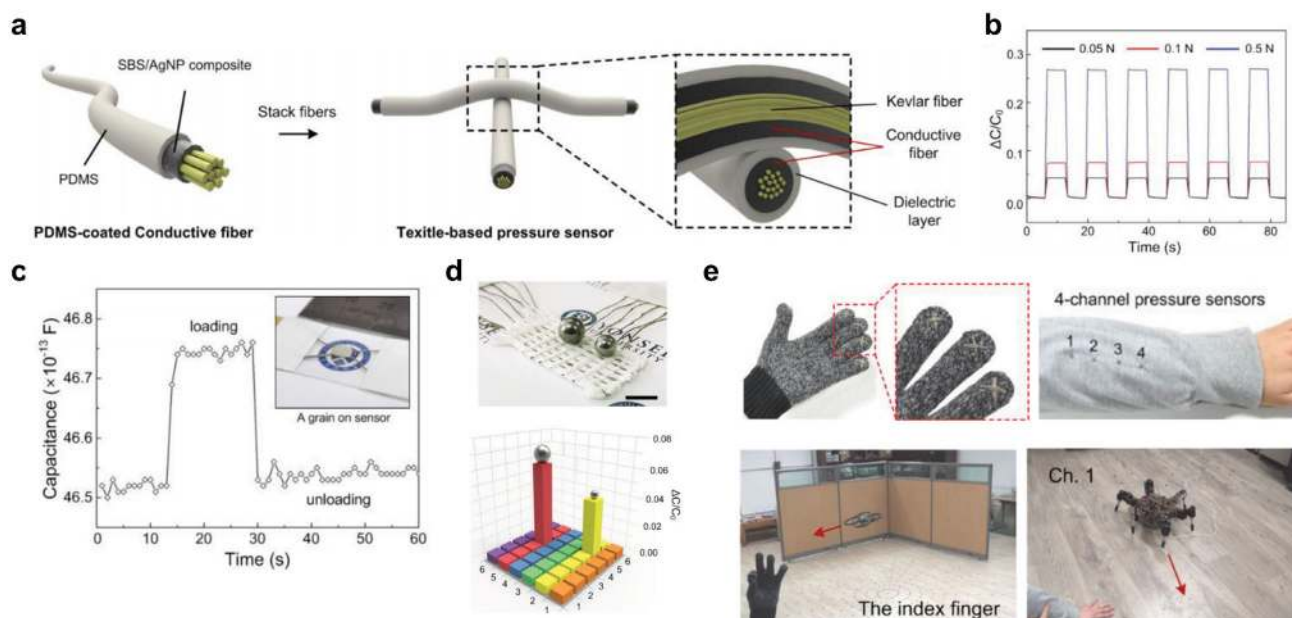 a
SBS/AgNP composite
PDMS
PDMS-coated Conductive fiber
Stack fibers
Texitle-based pressure sensor
Kevlar fiber
Conductive
fiber
Dielectric
layer
b
0.05 N 0.1 N 0.5 N
ΔC/C₀
0.3
0.2
0.1
0.0
0 20 40 60 80
Time (s)
c
Capacitance (×10⁻¹³ F)
46.8
46.7
46.6
46.5
loading
unloading
A grain on sensor
0 10 20 30 40 50 60
Time (s)
d
YONSEI
0.08
0.06
0.04
0.02
0.00
ΔC/C₀
6 5 4 3 2 1
1 2 3 4 5 6
e
4-channel pressure sensors
1 2 3 4
The index finger
Ch. 1